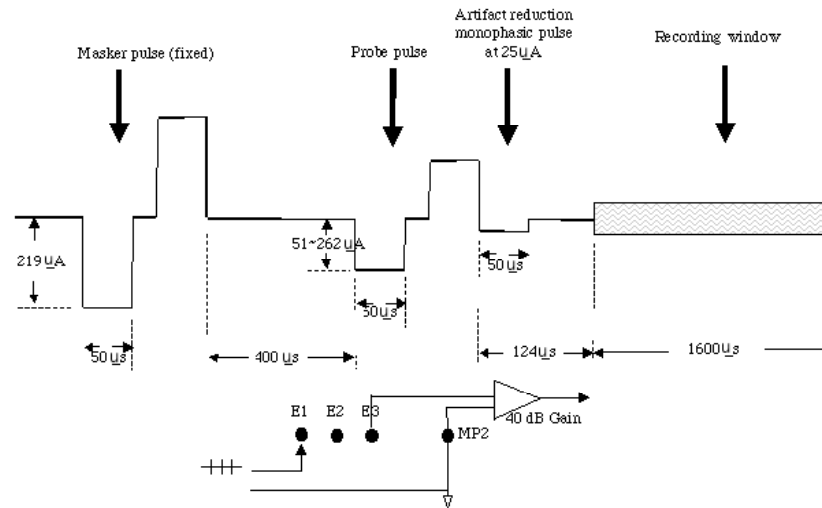 Artifact reduction
monophasic pulse
at 25uA
Masker pulse (fixed)
Probe pulse
Recording window
219uA
51~262uA
50us
50us
50us
400us
124us
1600us
E1
E2
E3
MP2
40 dB Gain